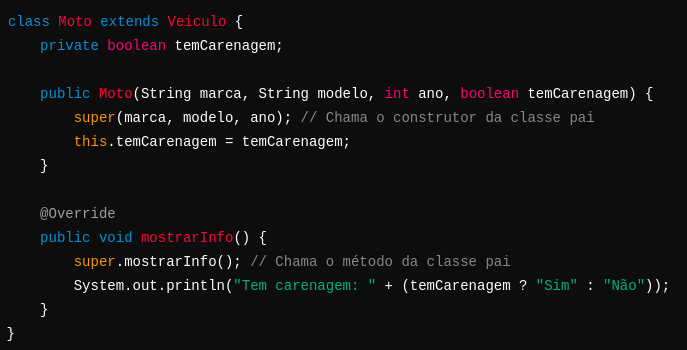 class Moto extends Veiculo {
    private boolean temCarenagem;

    public Moto(String marca, String modelo, int ano, boolean temCarenagem) {
        super(marca, modelo, ano); // Chama o construtor da classe pai
        this.temCarenagem = temCarenagem;
    }

    @Override
    public void mostrarInfo() {
        super.mostrarInfo(); // Chama o método da classe pai
        System.out.println("Tem carenagem: " + (temCarenagem ? "Sim" : "Não"));
    }
}